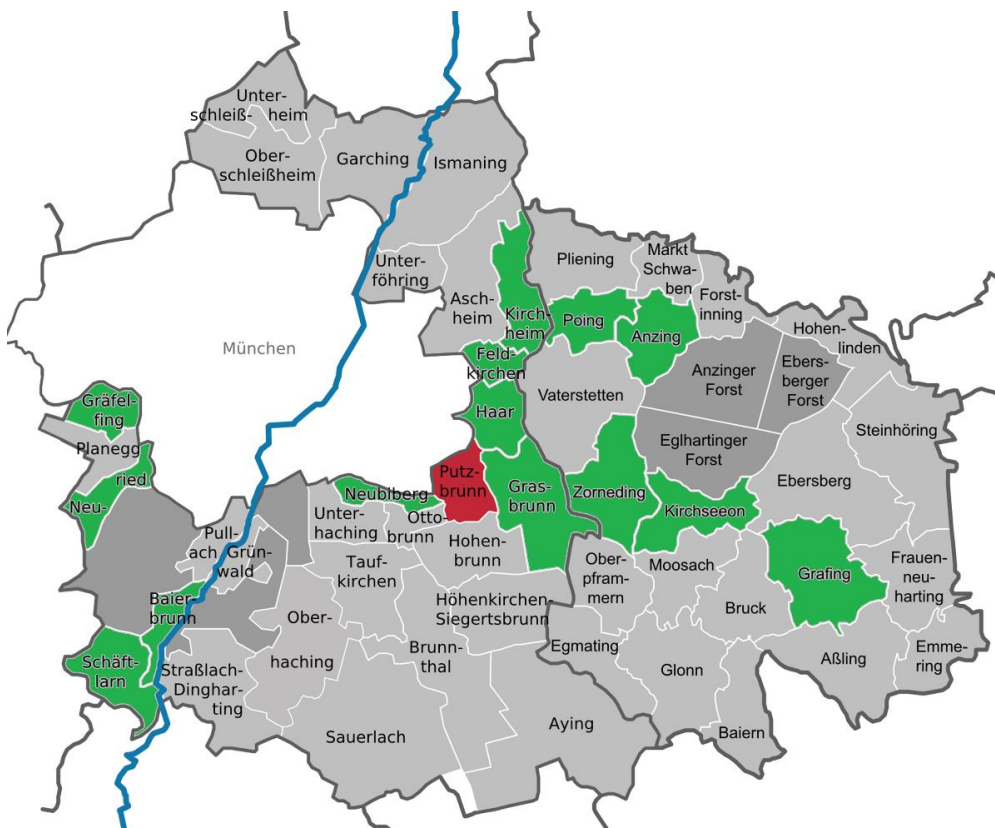 Unter-
schleiß- heim
Ober-
schleißheim
Garching
Ismaning
Unter-
föhring
Asch-
heim
Kirch-
heim
Feld-
kirchen
Haar
München
Pliening
Markt
Schwa-
ben
Forst-
inning
Hohen-
linden
Poing
Anzing
Anzinger
Forst
Ebers-
berger
Forst
Vaterstetten
Eglhartinger
Forst
Steinhöring
Ebersberg
Gräfel-
fing
Planegg
ried
Neu-
Putz-
brunn
Gras-
brunn
Zorneding
Kirchseeon
Neubiberg
Otto-
brunn
Unter-
haching
Hohen-
brunn
Pull-
ach
Grün-
wald
Tauf-
kirchen
Ober-
pfram-
mern
Moosach
Grafing
Frauen-
neu-
harting
Baier-
brunn
Ober-
haching
Höhenkirchen-
Siegertsbrunn
Bruck
Schäft-
larn
Straßlach-
Dinghar-
ting
Brunn-
thal
Egmating
Glonn
Aßling
Emme-
ring
Sauerlach
Aying
Baiern